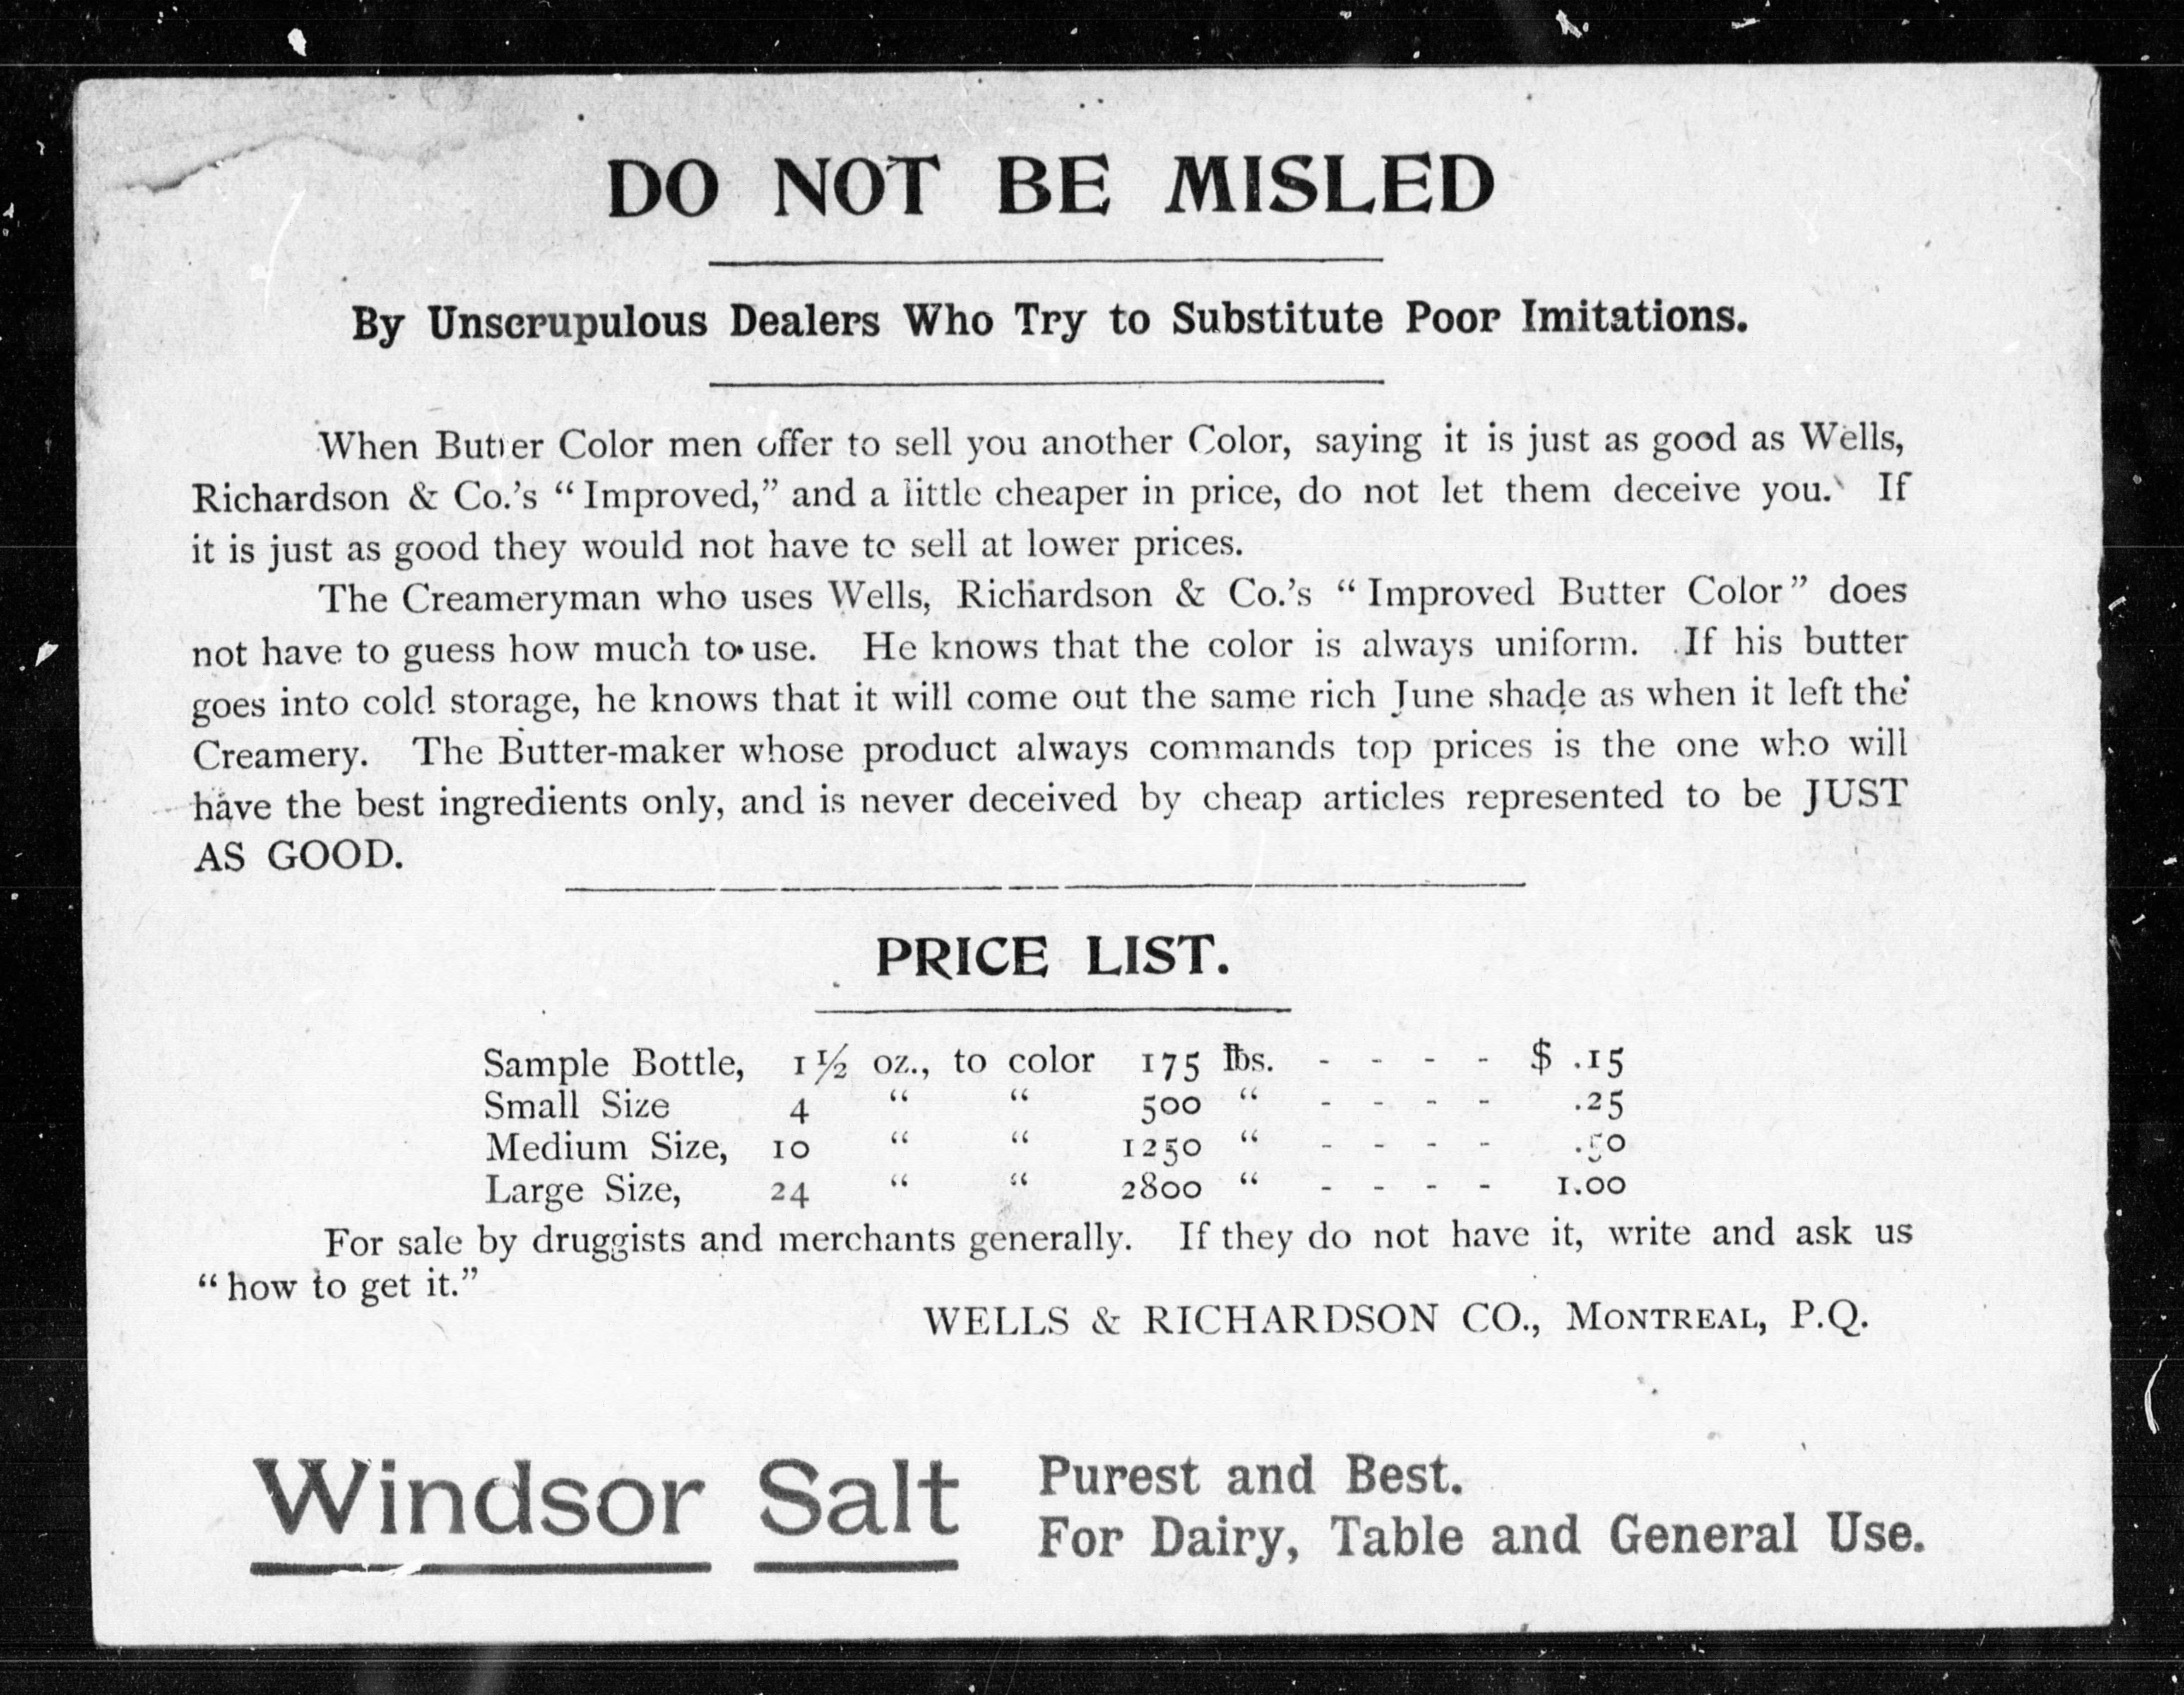 DO NOT BE MISLED
By Unscrupulous Dealers Who Try to Substitute Poor Imitations.
When Butter Color men offer to sell you another Color, saying it is just as good as Wells,
Richardson & Co.'s "Improved," and a little cheaper in price, do not let them deceive you. If
it is just as good they would not have to sell at lower prices.
The Creameryman who uses Wells, Richardson & Co.'s "Improved Butter Color" does
not have to guess how much to use. He knows that the color is always uniform. If his butter
goes into cold storage, he knows that it will come out the same rich June shade as when it left the
Creamery. The Butter-maker whose product always commands top prices is the one who will
have the best ingredients only, and is never deceived by cheap articles represented to be JUST
AS GOOD.
PRICE LIST.
Sample Bottle, 1½ oz., to color 175 lbs. - - - - $ .15
Small Size 4 " " 500 " - - - - .25
Medium Size, 10 " " 1250 " - - - - .50
Large Size, 24 " " 2800 " - - - - 1.00
For sale by druggists and merchants generally. If they do not have it, write and ask us
"how to get it."
WELLS & RICHARDSON CO., MONTREAL, P.Q.
Windsor Salt
Purest and Best.
For Dairy, Table and General Use.